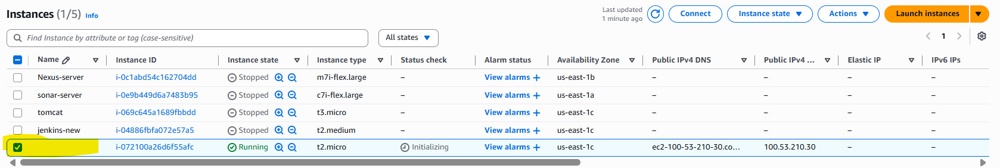 Instances (1/5) Info
Last updated
1 minute ago
Connect
Instance state
Actions
Launch instances
Find Instance by attribute or tag (case-sensitive)
All states
1
Name Instance ID Instance state Instance type Status check Alarm status Availability Zone Public IPv4 DNS Public IPv4 ... Elastic IP IPv6 IPs
Nexus-server i-0c1abd54c162704dd Stopped m7i-flex.large – View alarms + us-east-1b – – – –
sonar-server i-0e9b449d6a7483b95 Stopped c7i-flex.large – View alarms + us-east-1a – – – –
tomcat i-069c645a1689fbbdd Stopped t3.micro – View alarms + us-east-1c – – – –
jenkins-new i-04886fbfa072e57a5 Stopped t2.medium – View alarms + us-east-1c – – – –
i-072100a26d6f55afc Running t2.micro Initializing View alarms + us-east-1c ec2-100-53-210-30.co... 100.53.210.30 – –